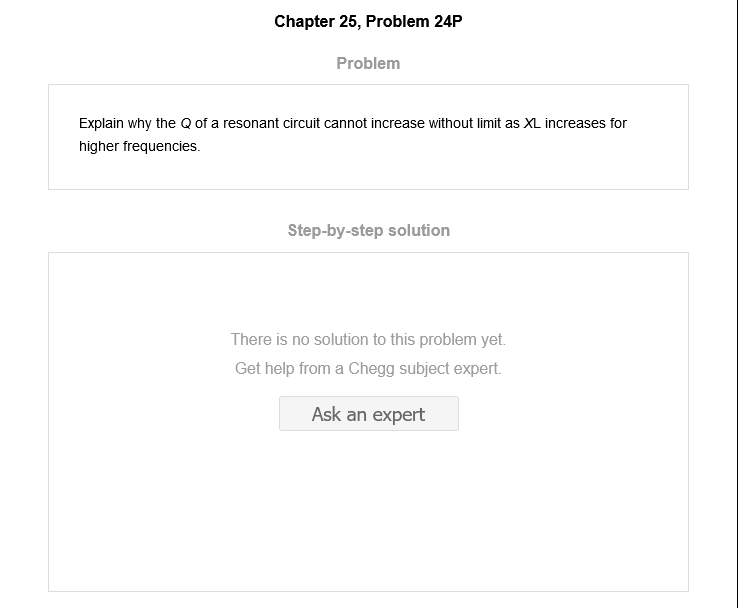 Chapter 25, Problem 24P
Problem
Explain why the Q of a resonant circuit cannot increase without limit as XL increases for
higher frequencies.
Step-by-step solution
There is no solution to this problem yet.
Get help from a Chegg subject expert.
Ask an expert